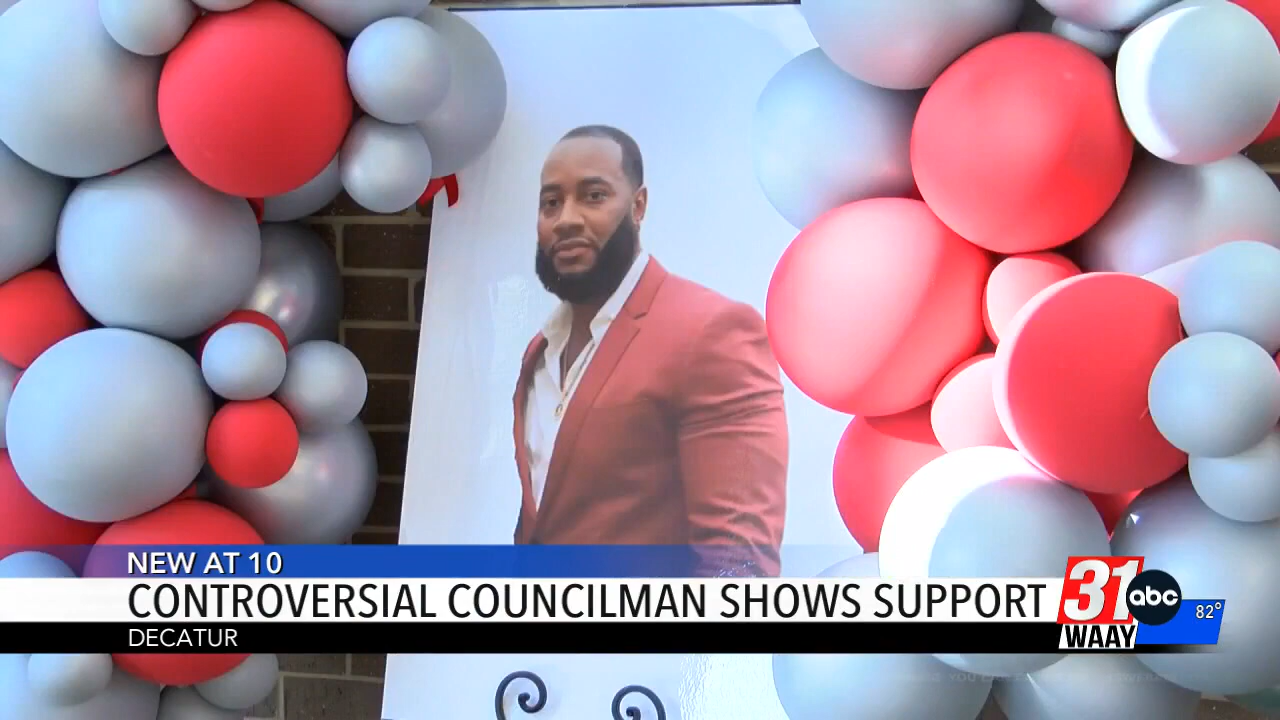 NEW AT 10
CONTROVERSIAL COUNCILMAN SHOWS SUPPORT
DECATUR
31
abc
WAAY
82°